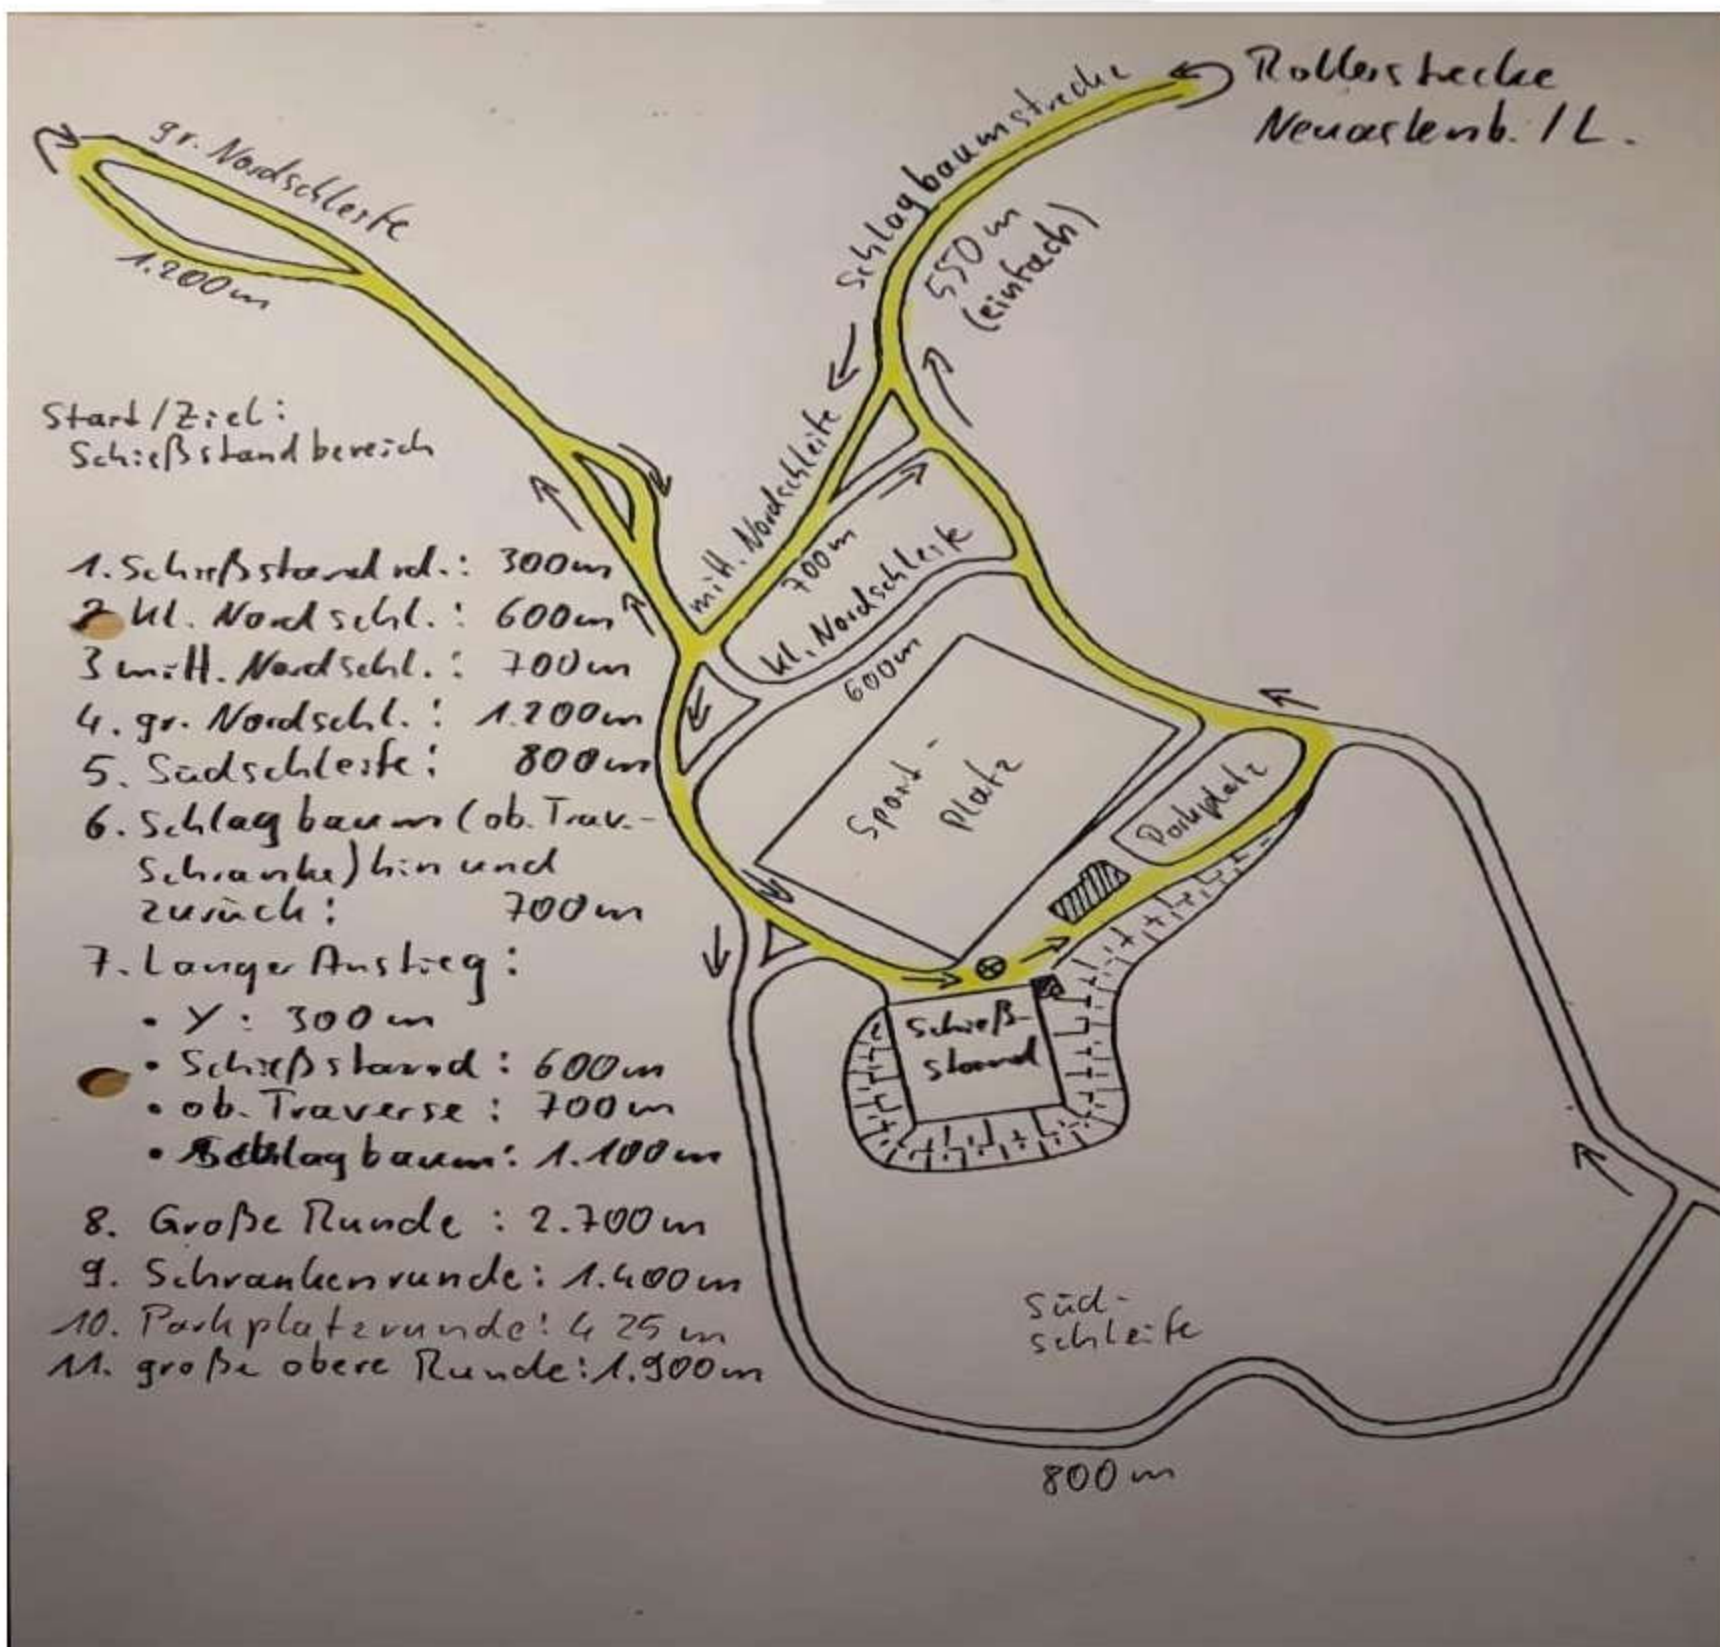 Rollerstrecke
Neuastenb. / L.
Schlagbaumstrecke
550m
(einfach)
gr. Nordschleife
1.200m
mitt. Nordschleife
700m
kl. Nordschleife
600m
Sport-
Platz
Parkplatz
Schieß-
stand
Süd-
schleife
800m
Start/Ziel:
Schießstandbereich
1. Schießstand rd.: 300m
2 kl. Nordschl.: 600m
3 mitt. Nordschl.: 700m
4. gr. Nordschl.: 1.200m
5. Südschleife: 800m
6. Schlagbaum (ob. Trav.-
Schranke) hin und
zurück: 700m
7. Langer Anstieg:
• Y: 300m
• Schießstand: 600m
• ob. Traverse: 700m
• Schlagbaum: 1.100m
8. Große Runde: 2.700m
9. Schrankenrunde: 1.400m
10. Parkplatzrunde: 425m
11. große obere Runde: 1.900m